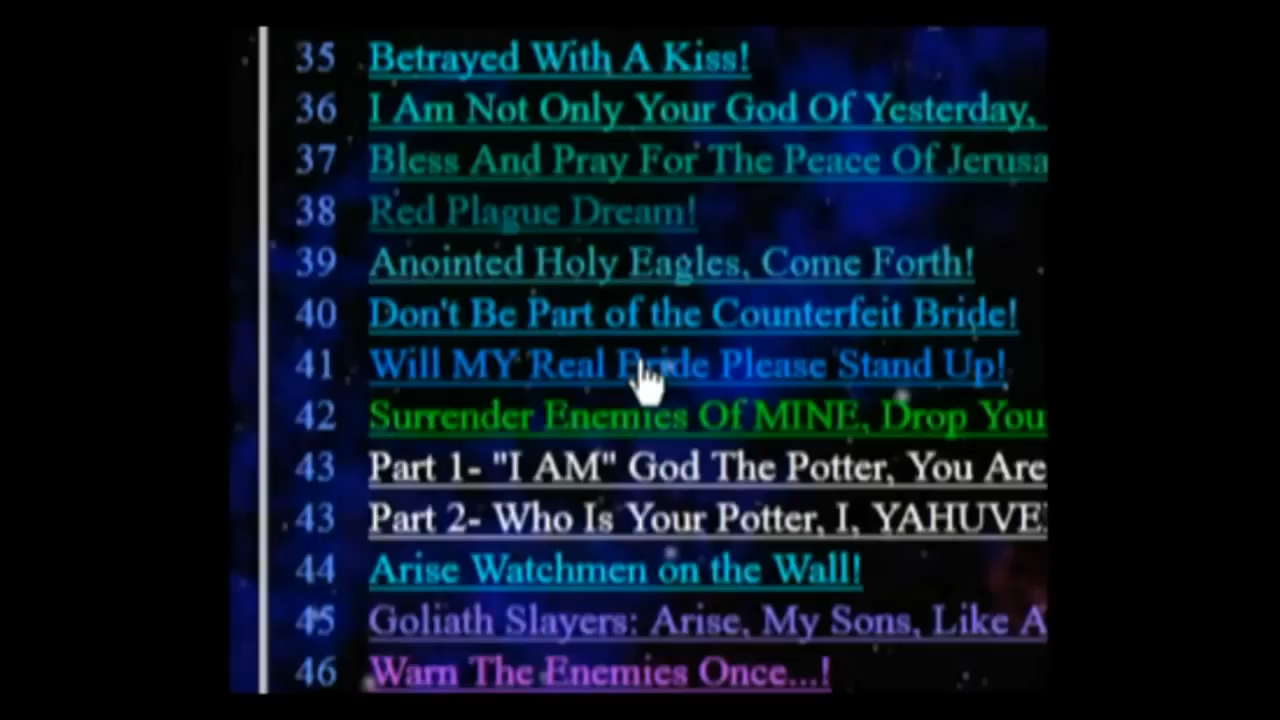 35 Betrayed With A Kiss!
36 I Am Not Only Your God Of Yesterday,
37 Bless And Pray For The Peace Of Jerusa
38 Red Plague Dream!
39 Anointed Holy Eagles, Come Forth!
40 Don't Be Part of the Counterfeit Bride!
41 Will MY Real Bride Please Stand Up!
42 Surrender Enemies Of MINE, Drop You
43 Part 1- "I AM" God The Potter, You Are
43 Part 2- Who Is Your Potter, I, YAHUVE
44 Arise Watchmen on the Wall!
45 Goliath Slayers: Arise, My Sons, Like A
46 Warn The Enemies Once...!